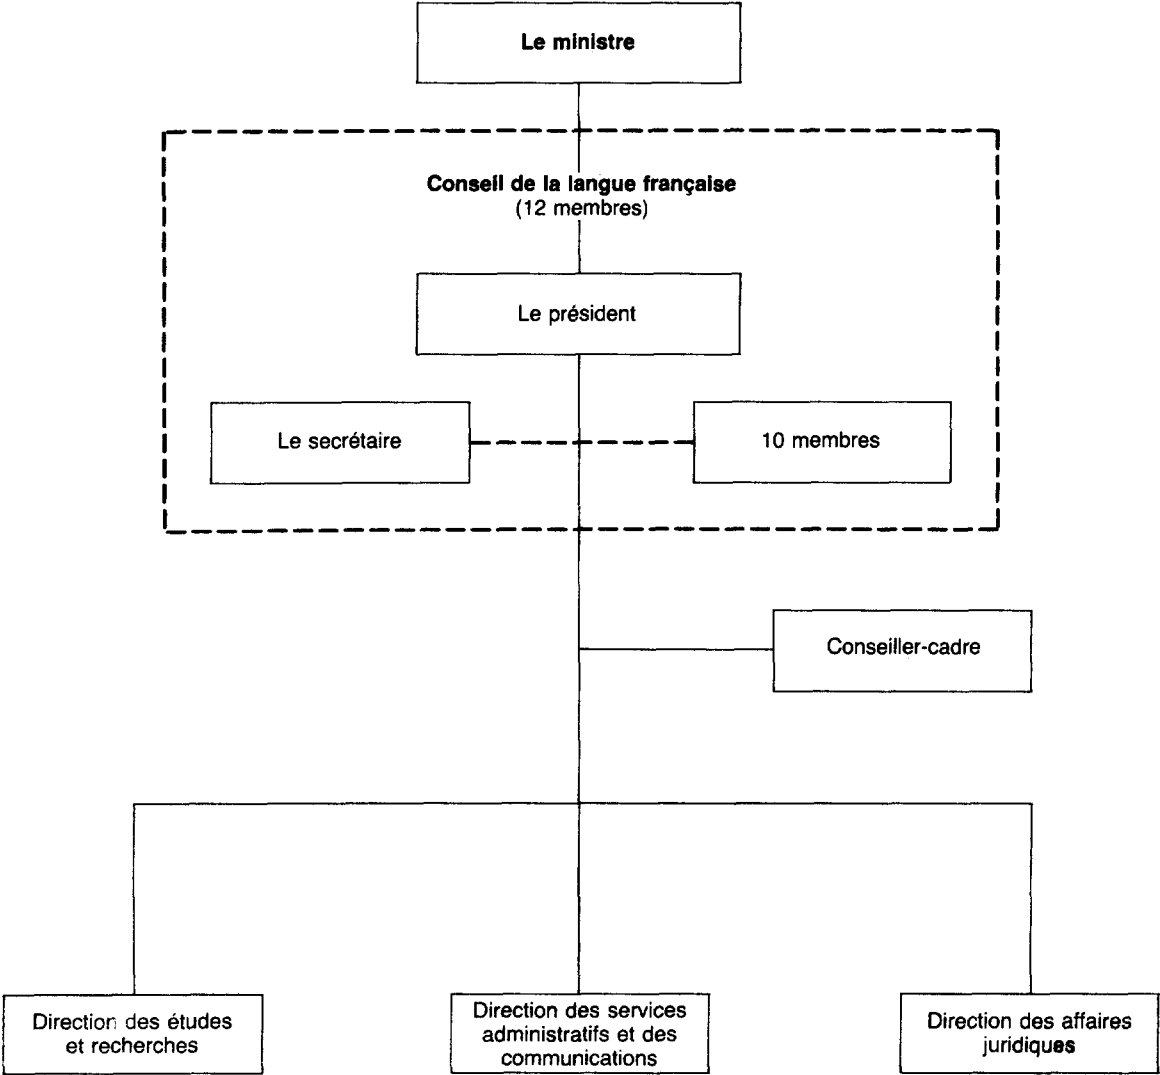 Le ministre
Conseil de la langue française
(12 membres)
Le président
Le secrétaire
10 membres
Conseiller-cadre
Direction des études
et recherches
Direction des services
administratifs et des
communications
Direction des affaires
juridiques